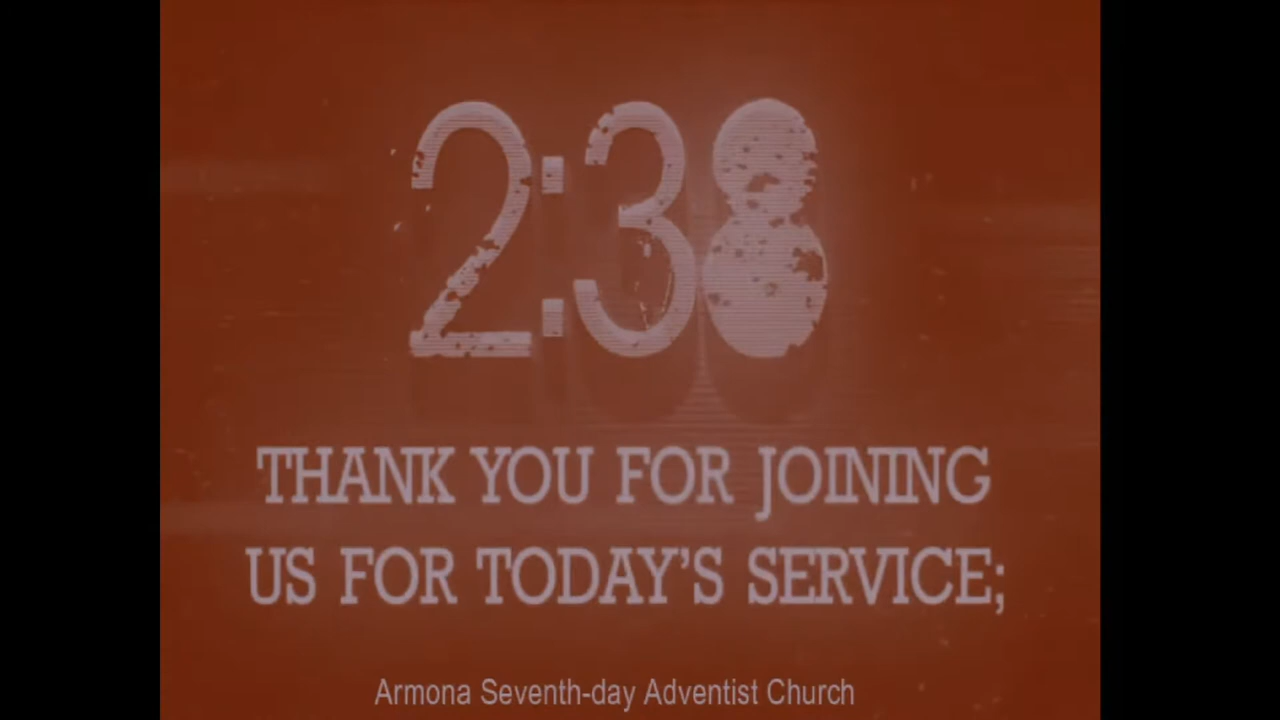 2:38
THANK YOU FOR JOINING
US FOR TODAY'S SERVICE;
Armona Seventh-day Adventist Church